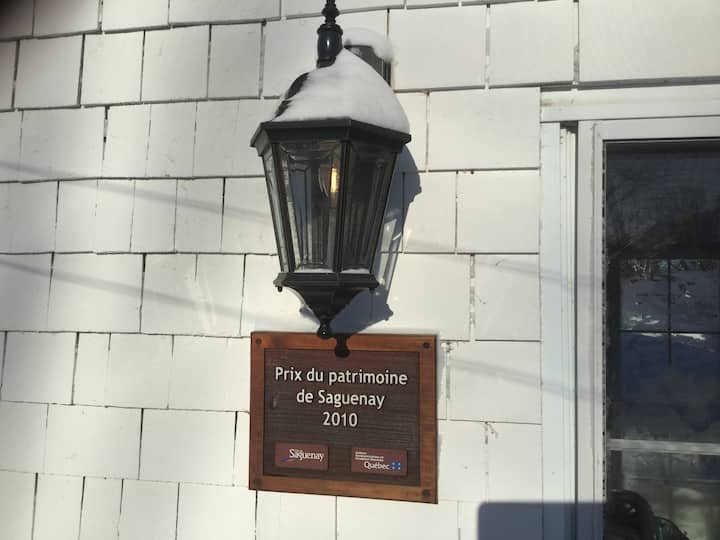 Prix du patrimoine
de Saguenay
2010
Saguenay
Québec